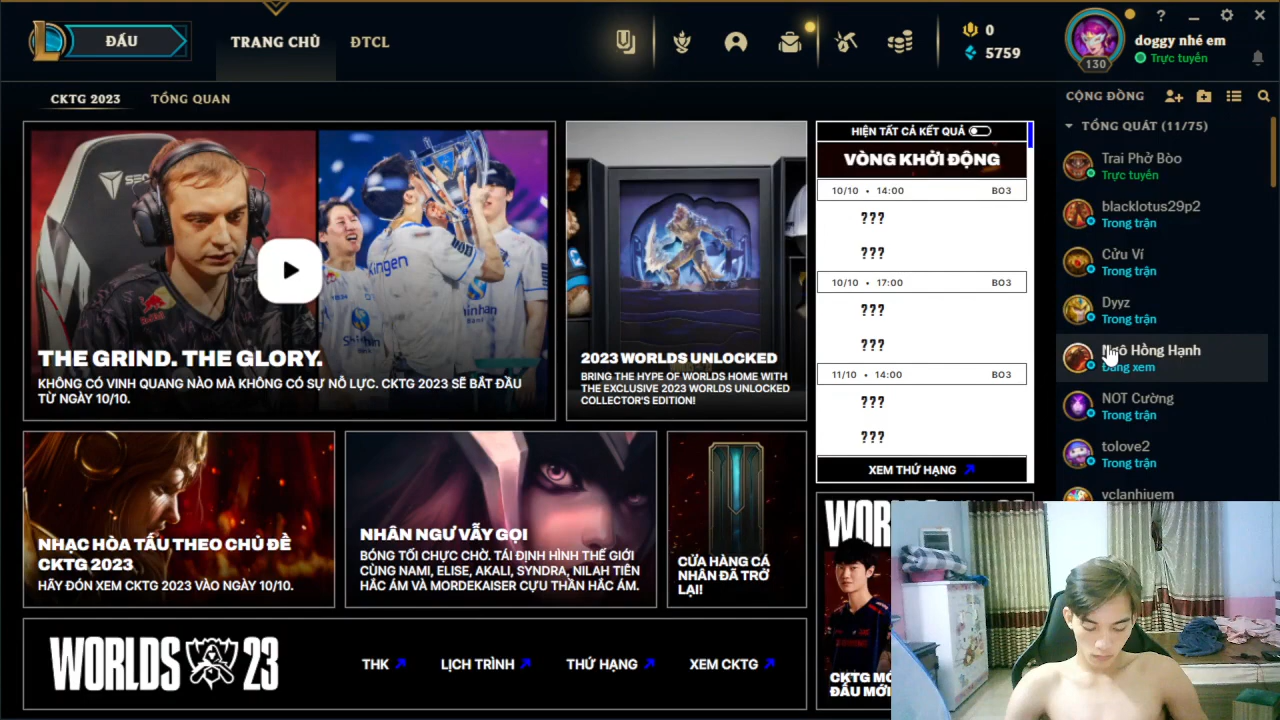 ĐẤU
TRANG CHỦ
ĐTCL
0
5759
130
?
doggy nhé em
Trực tuyến
CKTG 2023
TỔNG QUAN
THE GRIND. THE GLORY.
KHÔNG CÓ VINH QUANG NÀO MÀ KHÔNG CÓ SỰ NỖ LỰC. CKTG 2023 SẼ BẮT ĐẦU
TỪ NGÀY 10/10.
Kingen
2023 WORLDS UNLOCKED
BRING THE HYPE OF WORLDS HOME WITH
THE EXCLUSIVE 2023 WORLDS UNLOCKED
COLLECTOR'S EDITION!
HIỆN TẤT CẢ KẾT QUẢ
VÒNG KHỞI ĐỘNG
10/10 • 14:00 BO3
???
???
10/10 • 17:00 BO3
???
???
11/10 • 14:00 BO3
???
???
XEM THỨ HẠNG
NHẠC HÒA TẤU THEO CHỦ ĐỀ
CKTG 2023
HÃY ĐÓN XEM CKTG 2023 VÀO NGÀY 10/10.
NHÂN NGƯ VẪY GỌI
BÓNG TỐI CHỰC CHỜ. TÁI ĐỊNH HÌNH THẾ GIỚI
CÙNG NAMI, ELISE, AKALI, SYNDRA, NILAH TIÊN
HẮC ÁM VÀ MORDEKAISER CỰU THẦN HẮC ÁM.
CỬA HÀNG CÁ
NHÂN ĐÃ TRỞ
LẠI!
WORLDS 23
THK
LỊCH TRÌNH
THỨ HẠNG
XEM CKTG
CỘNG ĐỒNG
TỔNG QUÁT (11/75)
Trai Phở Bò̀o
Trực tuyến
blacklotus29p2
Trong trận
Cửu Ví
Trong trận
Dyyz
Trong trận
Hồng Hạnh
Đang xem
NOT Cường
Trong trận
tolove2
Trong trận
vclanhiuem